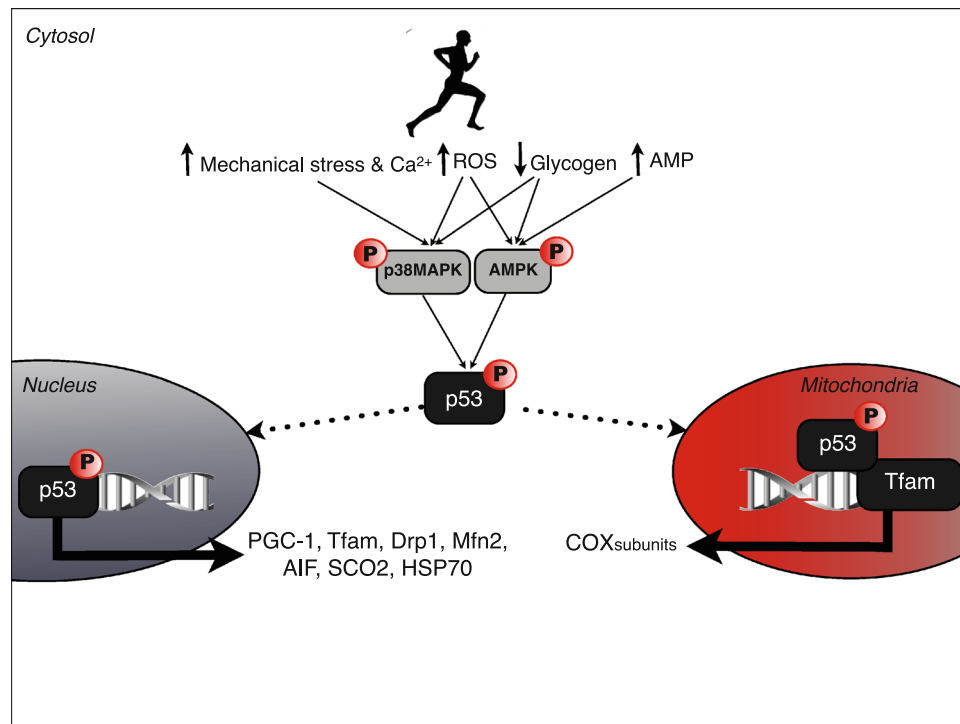 Cytosol
Mechanical stress & Ca²⁺ ROS Glycogen AMP
P P
p38MAPK AMPK
P
p53
Nucleus
Mitochondria
P
p53
P
p53
Tfam
PGC-1, Tfam, Drp1, Mfn2,
AIF, SCO2, HSP70
COXsubunits